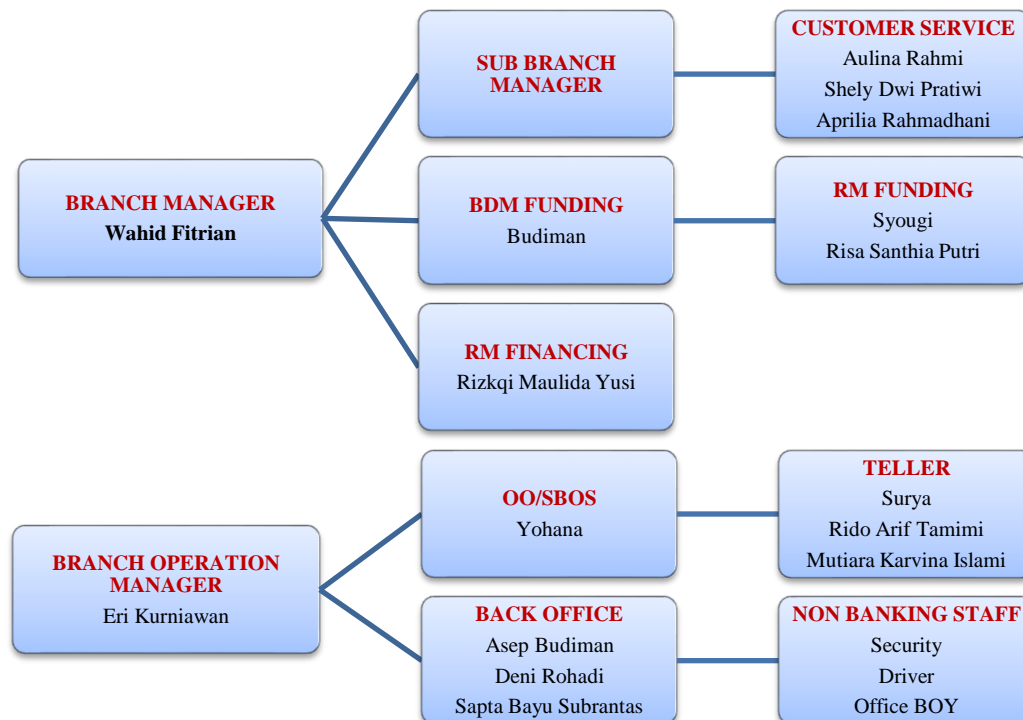 BRANCH MANAGER
Wahid Fitrian
SUB BRANCH
MANAGER
CUSTOMER SERVICE
Aulina Rahmi
Shely Dwi Pratiwi
Aprilia Rahmadhani
BDM FUNDING
Budiman
RM FUNDING
Syougi
Risa Santhia Putri
RM FINANCING
Rizkqi Maulida Yusi
BRANCH OPERATION
MANAGER
Eri Kurniawan
OO/SBOS
Yohana
TELLER
Surya
Rido Arif Tamimi
Mutiara Karvina Islami
BACK OFFICE
Asep Budiman
Deni Rohadi
Sapta Bayu Subrantas
NON BANKING STAFF
Security
Driver
Office BOY